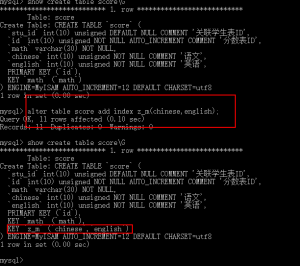 mysql> show create table score\G
*************************** 1. row ***************************
Table: score
Create Table: CREATE TABLE `score` (
`stu_id` int(10) unsigned DEFAULT NULL COMMENT '关联学生表ID',
`id` int(10) unsigned NOT NULL AUTO_INCREMENT COMMENT '分数表ID',
`math` varchar(30) NOT NULL,
`chinese` int(10) unsigned NOT NULL COMMENT '语文',
`english` int(10) unsigned NOT NULL COMMENT '英语',
PRIMARY KEY (`id`),
KEY `math` (`math`)
) ENGINE=MyISAM AUTO_INCREMENT=12 DEFAULT CHARSET=utf8
1 row in set (0.00 sec)
mysql> alter table score add index z_m(chinese,english);
Query OK, 11 rows affected (0.10 sec)
Records: 11 Duplicates: 0 Warnings: 0
mysql> show create table score\G
*************************** 1. row ***************************
Table: score
Create Table: CREATE TABLE `score` (
`stu_id` int(10) unsigned DEFAULT NULL COMMENT '关联学生表ID',
`id` int(10) unsigned NOT NULL AUTO_INCREMENT COMMENT '分数表ID',
`math` varchar(30) NOT NULL,
`chinese` int(10) unsigned NOT NULL COMMENT '语文',
`english` int(10) unsigned NOT NULL COMMENT '英语',
PRIMARY KEY (`id`),
KEY `math` (`math`),
KEY `z_m` (`chinese`,`english`)
) ENGINE=MyISAM AUTO_INCREMENT=12 DEFAULT CHARSET=utf8
1 row in set (0.00 sec)
mysql>